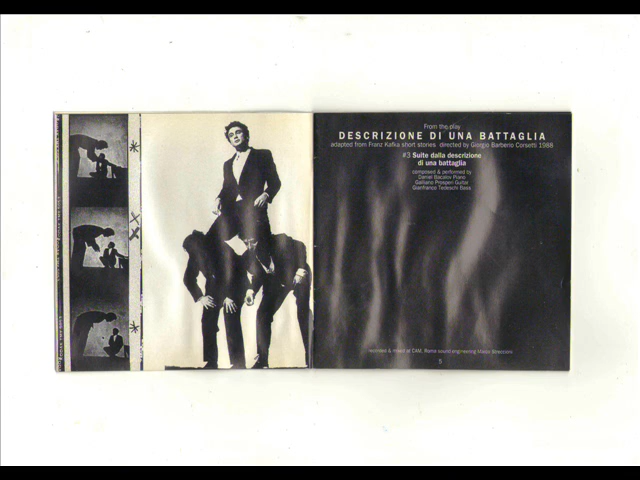 From the play
DESCRIZIONE DI UNA BATTAGLIA
adapted from Franz Kafka short stories directed by Giorgio Barberio Corsetti 1988
#3 Suite dalla descrizione
di una battaglia
composed & performed by
Daniel Bacalov Piano
Galliano Prosperi Guitar
Gianfranco Tedeschi Bass
recorded & mixed at CAM, Roma sound engineering
5